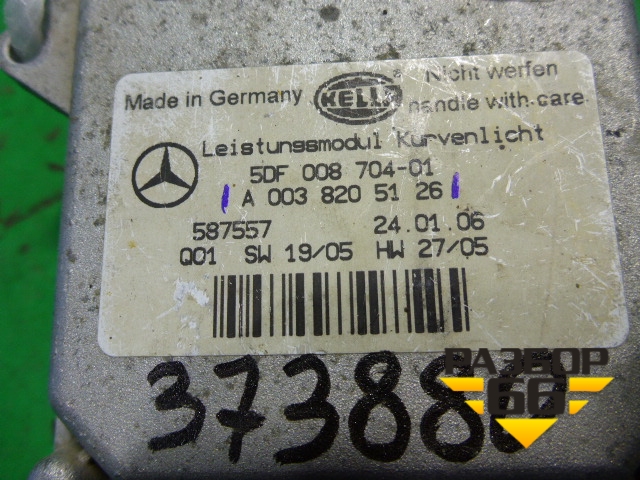 Made in Germany HELLA ® Nicht werfen
handle with care
Leistungsmodul Kurvenlicht
5DF 008 704-01
A 003 820 51 26
587557 24.01.06
Q01 SW 19/05 HW 27/05
РАЗБОР
66